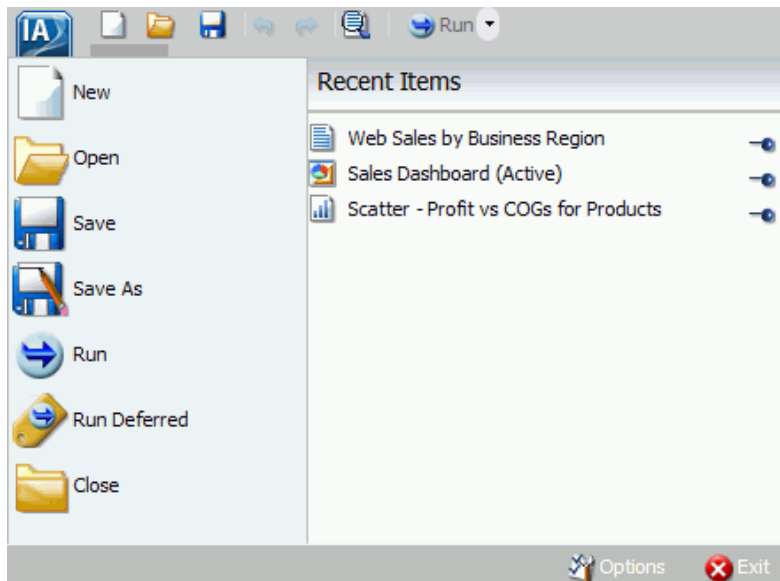 IA
Run
New
Open
Save
Save As
Run
Run Deferred
Close
Recent Items
Web Sales by Business Region
Sales Dashboard (Active)
Scatter - Profit vs COGs for Products
Options
Exit